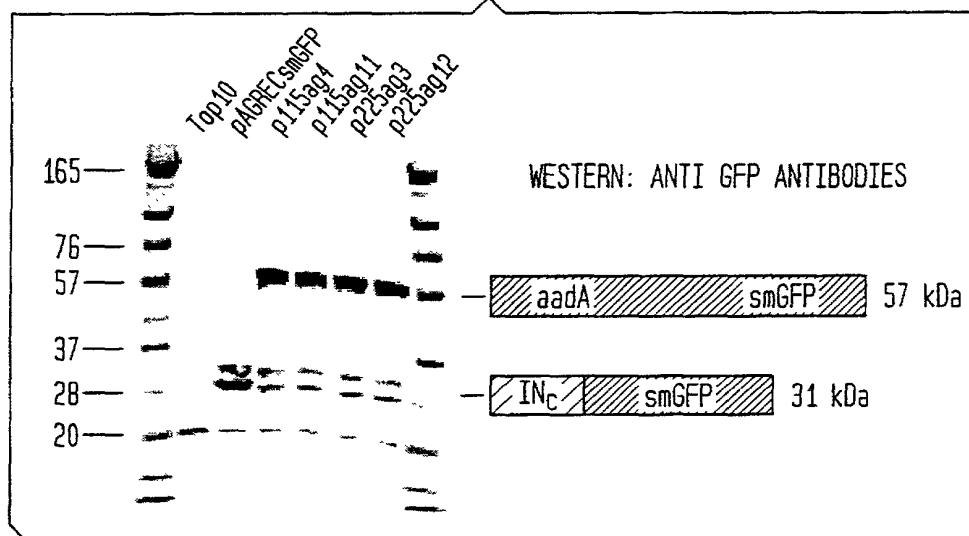 Top10
pAGRECsmGFP
p115ag4
p115ag11
p225ag3
p225ag12
165
76
57
37
28
20
WESTERN: ANTI GFP ANTIBODIES
aadA smGFP 57 kDa
INC smGFP 31 kDa